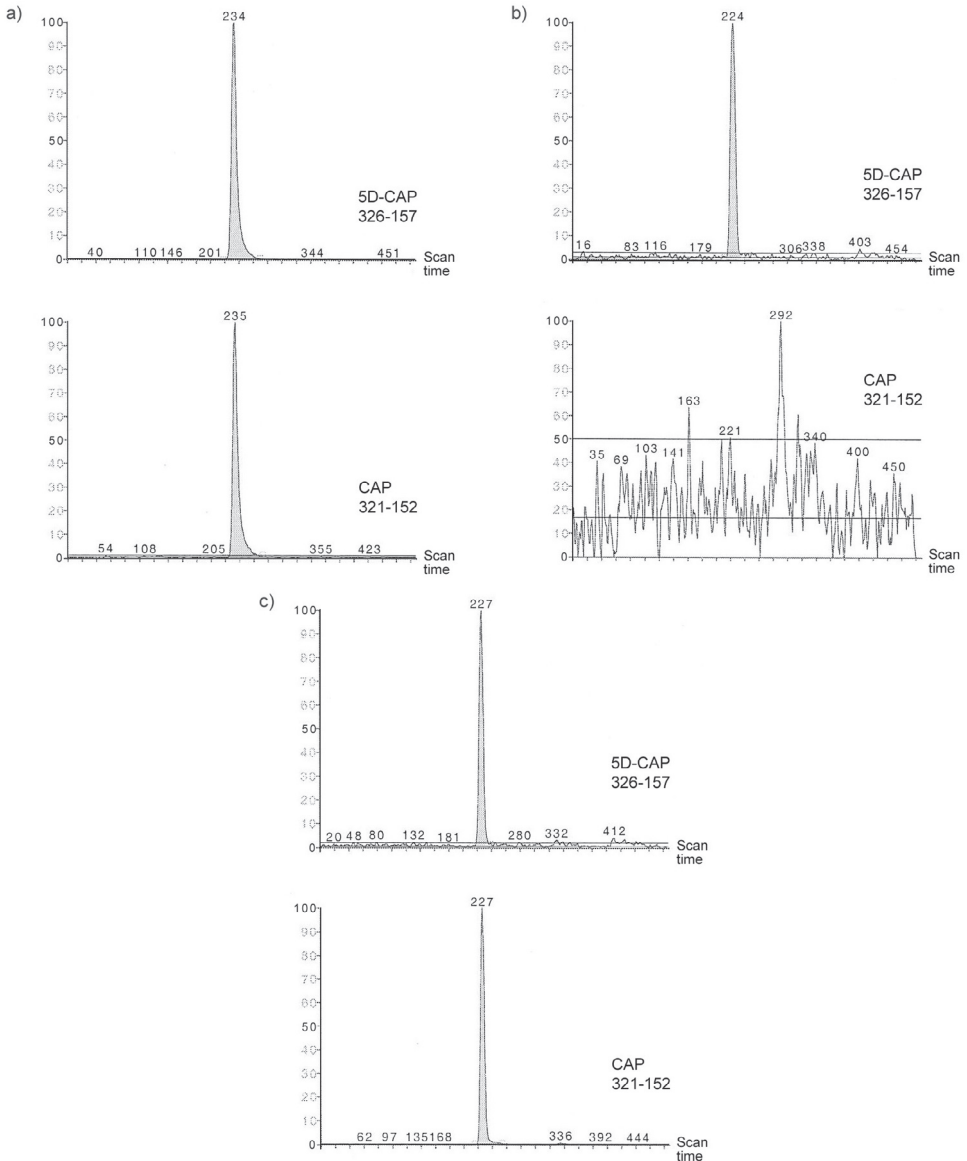 a)
234
100
90
80
70
60
50
40
30
20
10
0
5D-CAP
326-157
40 110 146 201 344 451
Scan
time
235
100
90
80
70
60
50
40
30
20
10
0
CAP
321-152
54 108 205 355 423
Scan
time
b)
224
100
90
80
70
60
50
40
30
20
10
0
5D-CAP
326-157
16 83 116 179 306 338 403 454
Scan
time
292
100
90
80
70
60
50
40
30
20
10
0
CAP
321-152
163
35 69 103 141 221 340 400 450
Scan
time
c)
227
100
90
80
70
60
50
40
30
20
10
0
5D-CAP
326-157
20 48 80 132 181 280 332 412
Scan
time
227
100
90
80
70
60
50
40
30
20
10
0
CAP
321-152
62 97 135 168 336 392 444
Scan
time